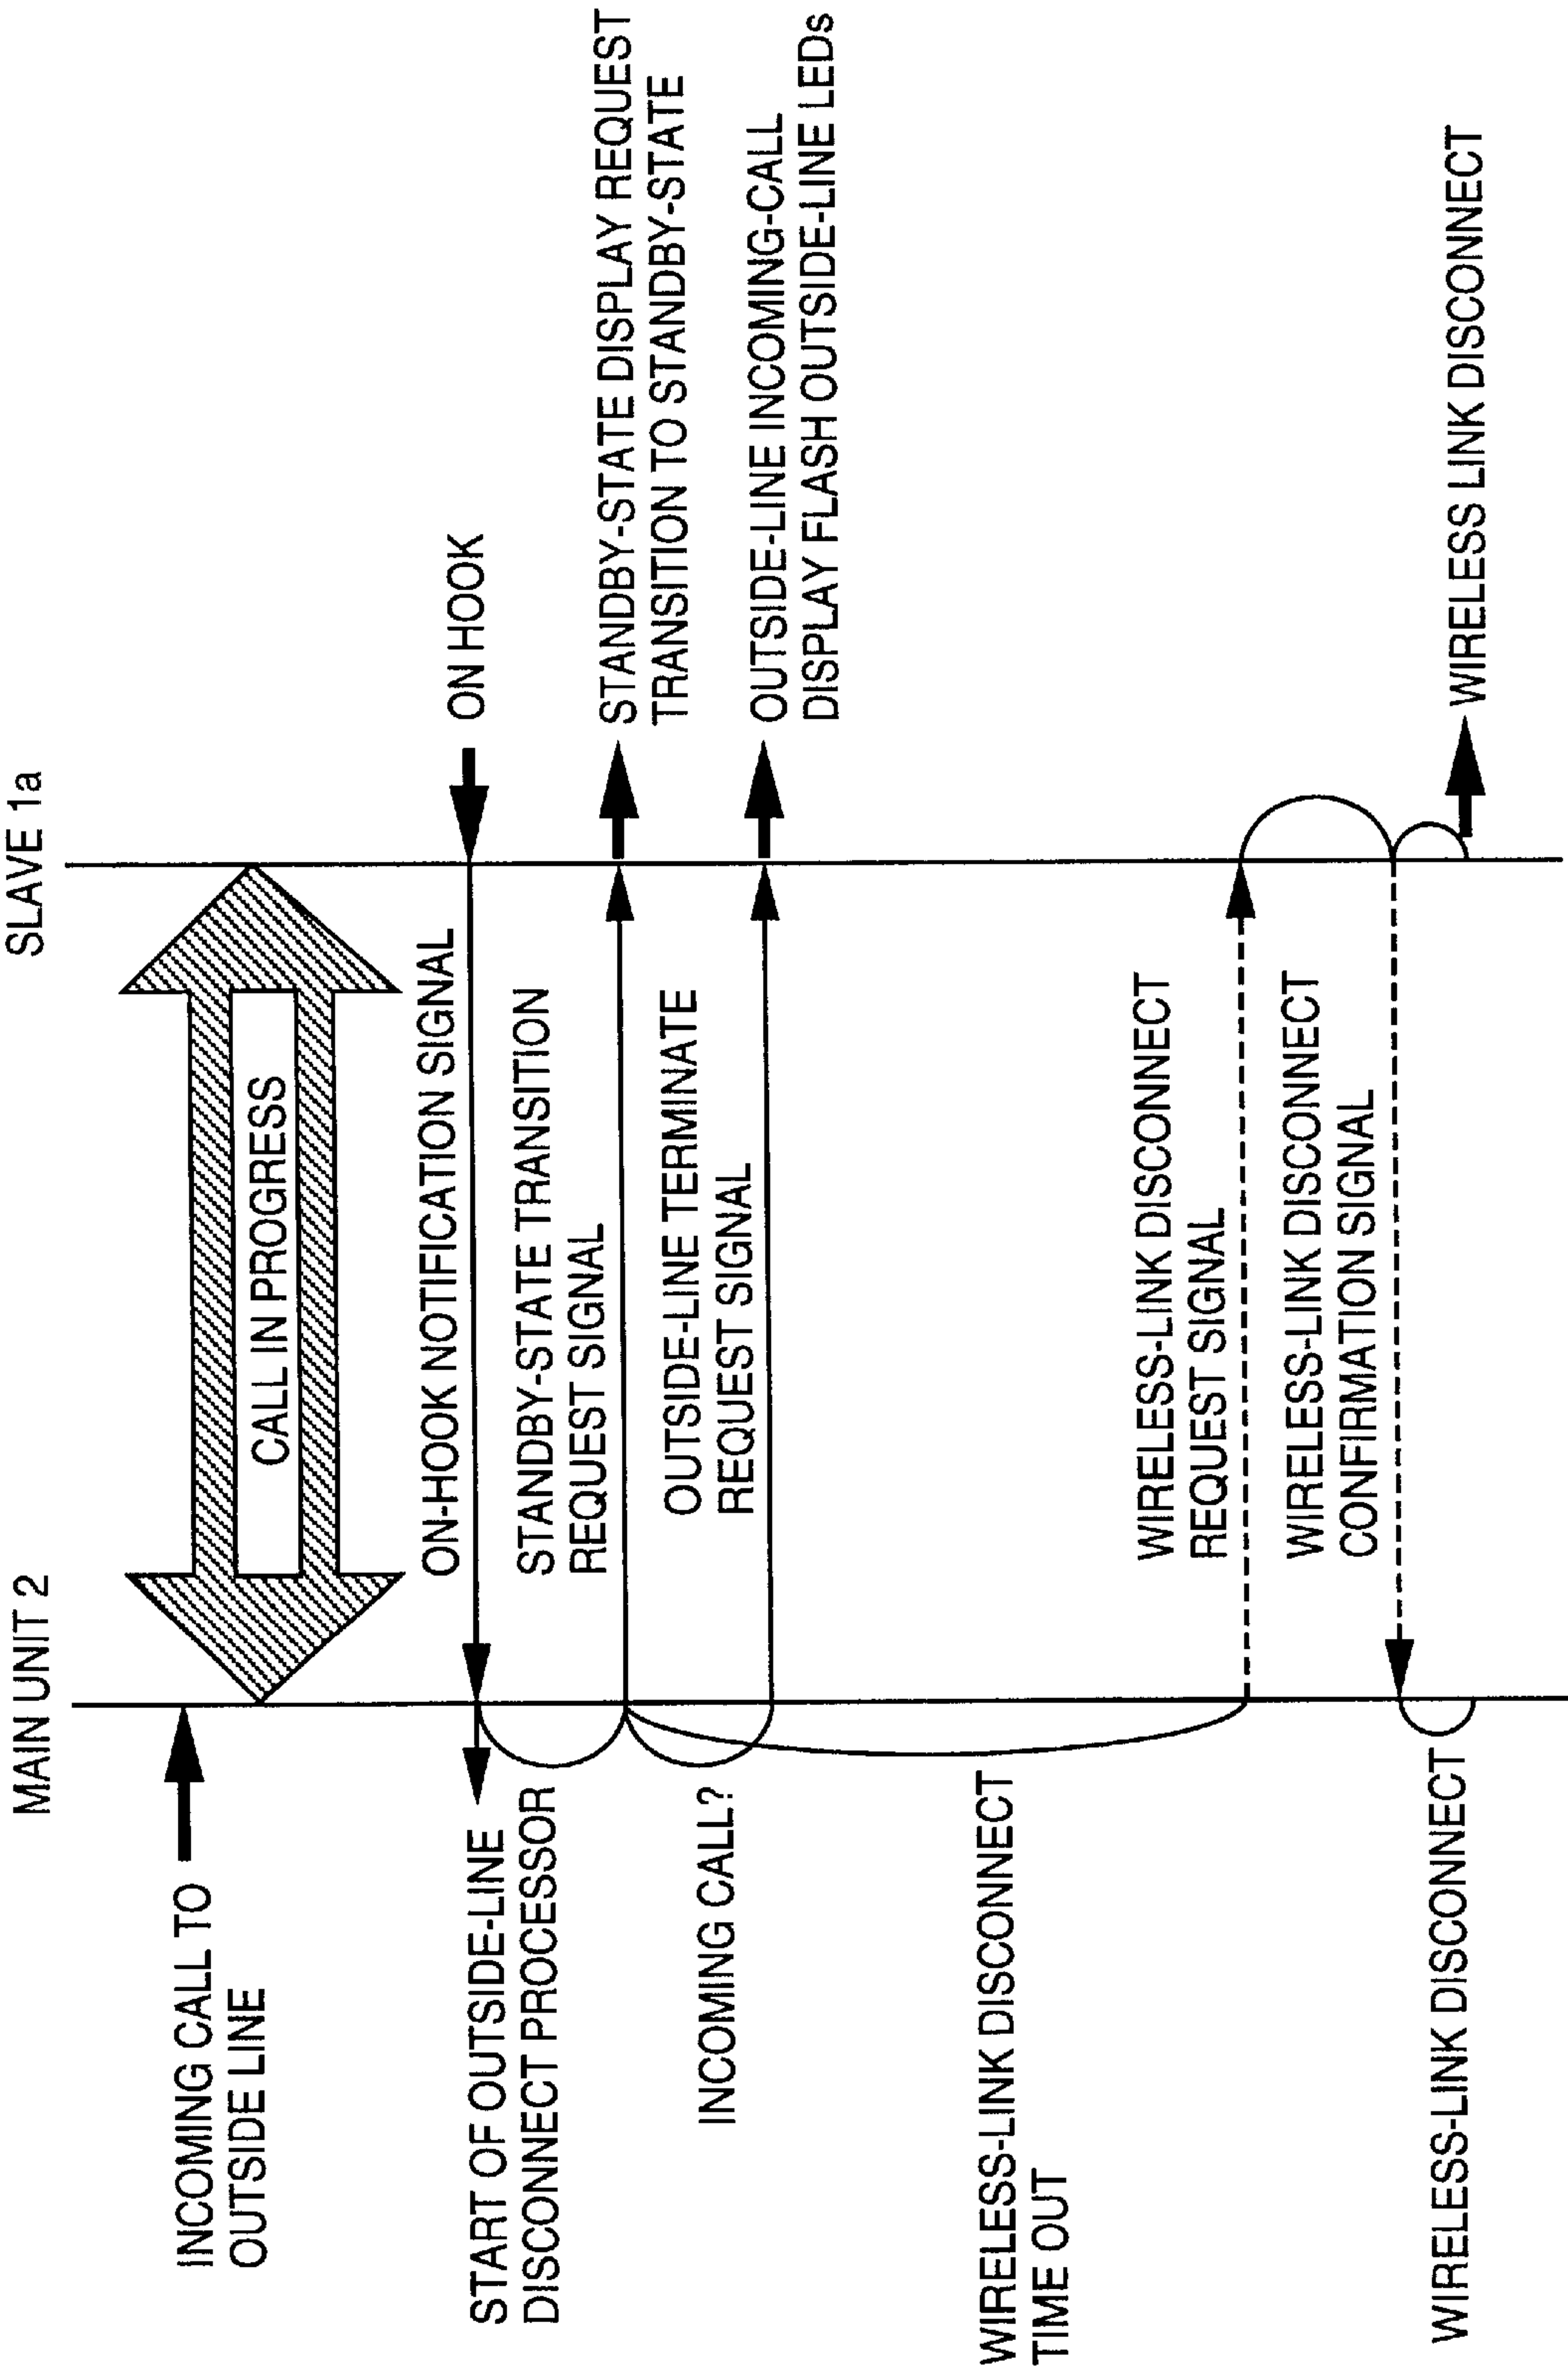 MAIN UNIT 2
SLAVE 1a
INCOMING CALL TO
OUTSIDE LINE
CALL IN PROGRESS
ON-HOOK NOTIFICATION SIGNAL
ON HOOK
START OF OUTSIDE-LINE
DISCONNECT PROCESSOR
STANDBY-STATE TRANSITION
REQUEST SIGNAL
STANDBY-STATE DISPLAY REQUEST
TRANSITION TO STANDBY-STATE
INCOMING CALL?
OUTSIDE-LINE TERMINATE
REQUEST SIGNAL
OUTSIDE-LINE INCOMING-CALL
DISPLAY FLASH OUTSIDE-LINE LEDs
WIRELESS-LINK DISCONNECT
TIME OUT
WIRELESS-LINK DISCONNECT
REQUEST SIGNAL
WIRELESS-LINK DISCONNECT
CONFIRMATION SIGNAL
WIRELESS-LINK DISCONNECT
WIRELESS LINK DISCONNECT